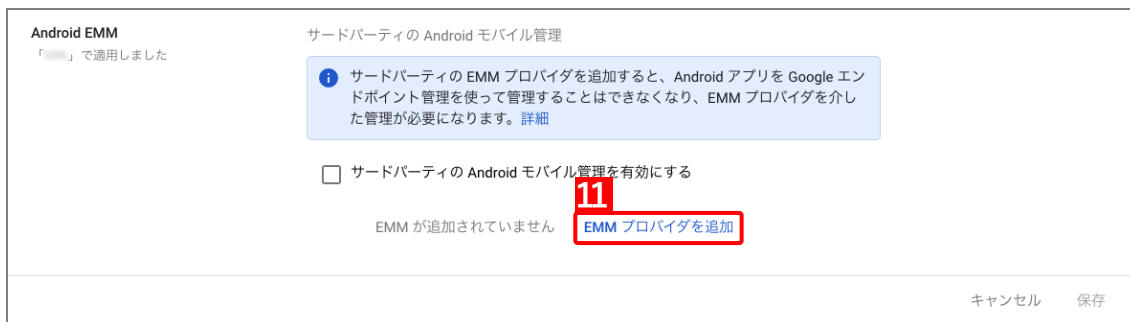 Android EMM
「 」で適用しました
サードパーティの Android モバイル管理
サードパーティの EMM プロバイダを追加すると、Android アプリを Google エン
ドポイント管理を使って管理することはできなくなり、EMM プロバイダを介し
た管理が必要になります。詳細
サードパーティの Android モバイル管理を有効にする
11
EMM が追加されていません EMM プロバイダを追加
キャンセル 保存